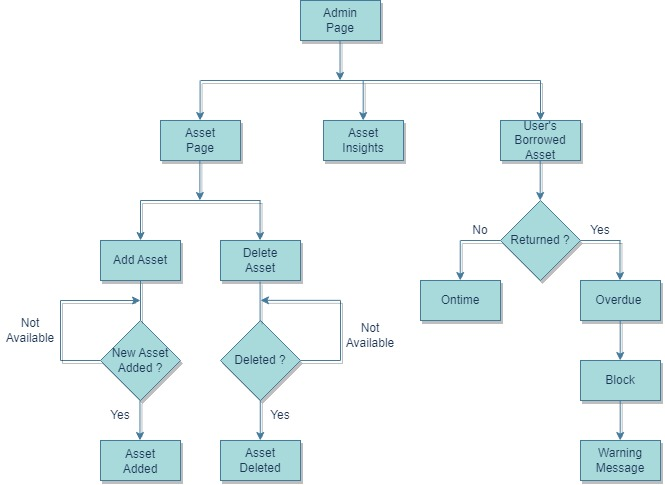 Admin
Page
Asset
Page
Asset
Insights
User's
Borrowed
Asset
No
Returned ?
Yes
Add Asset
Delete
Asset
Ontime
Overdue
Not
Available
New Asset
Added ?
Deleted ?
Not
Available
Block
Yes
Yes
Asset
Added
Asset
Deleted
Warning
Message